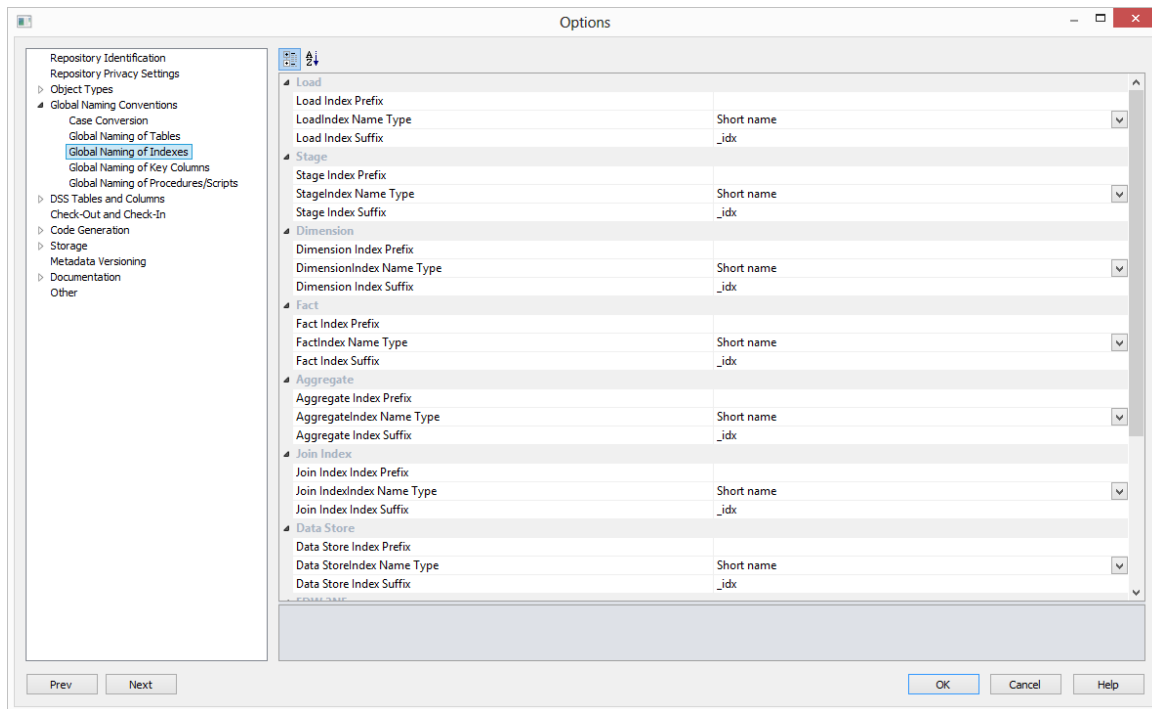 Options
Repository Identification
Repository Privacy Settings
Object Types
Global Naming Conventions
Case Conversion
Global Naming of Tables
Global Naming of Indexes
Global Naming of Key Columns
Global Naming of Procedures/Scripts
DSS Tables and Columns
Check-Out and Check-In
Code Generation
Storage
Metadata Versioning
Documentation
Other
Load
Load Index Prefix
LoadIndex Name Type Short name
Load Index Suffix _idx
Stage
Stage Index Prefix
StageIndex Name Type Short name
Stage Index Suffix _idx
Dimension
Dimension Index Prefix
DimensionIndex Name Type Short name
Dimension Index Suffix _idx
Fact
Fact Index Prefix
FactIndex Name Type Short name
Fact Index Suffix _idx
Aggregate
Aggregate Index Prefix
AggregateIndex Name Type Short name
Aggregate Index Suffix _idx
Join Index
Join Index Index Prefix
Join IndexIndex Name Type Short name
Join Index Index Suffix _idx
Data Store
Data Store Index Prefix
Data StoreIndex Name Type Short name
Data Store Index Suffix _idx
Prev Next OK Cancel Help